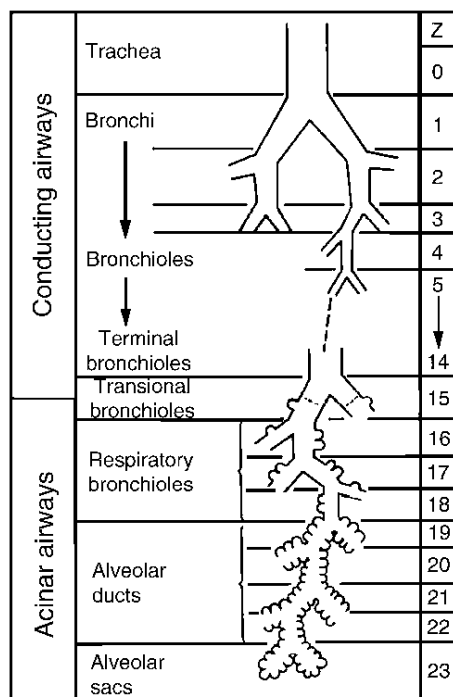 Z
Trachea
0
Bronchi
1
2
3
Conducting airways
4
Bronchioles
5
Terminal
bronchioles
14
Transional
bronchioles
15
16
Respiratory
bronchioles
17
18
Acinar airways
19
20
Alveolar
ducts
21
22
Alveolar
sacs
23